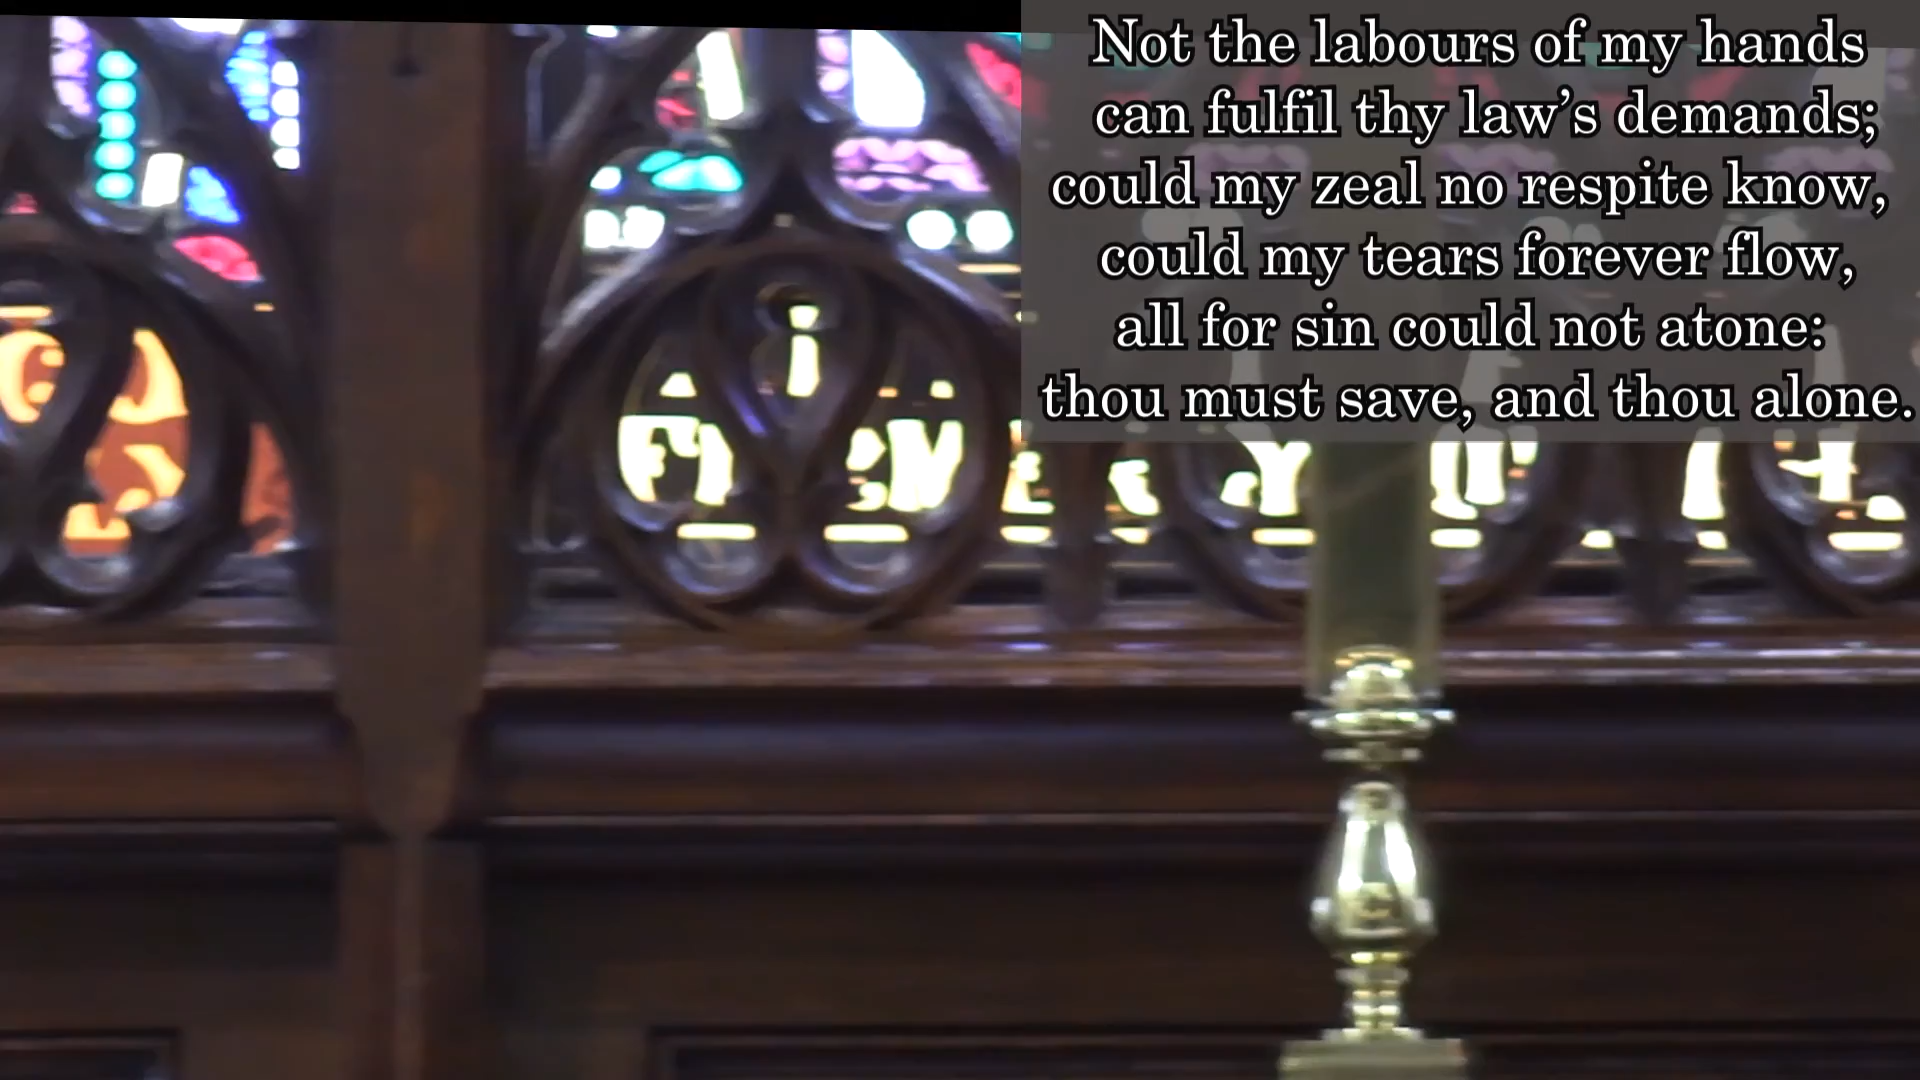 Not the labours of my hands
can fulfil thy law’s demands;
could my zeal no respite know,
could my tears forever flow,
all for sin could not atone:
thou must save, and thou alone.